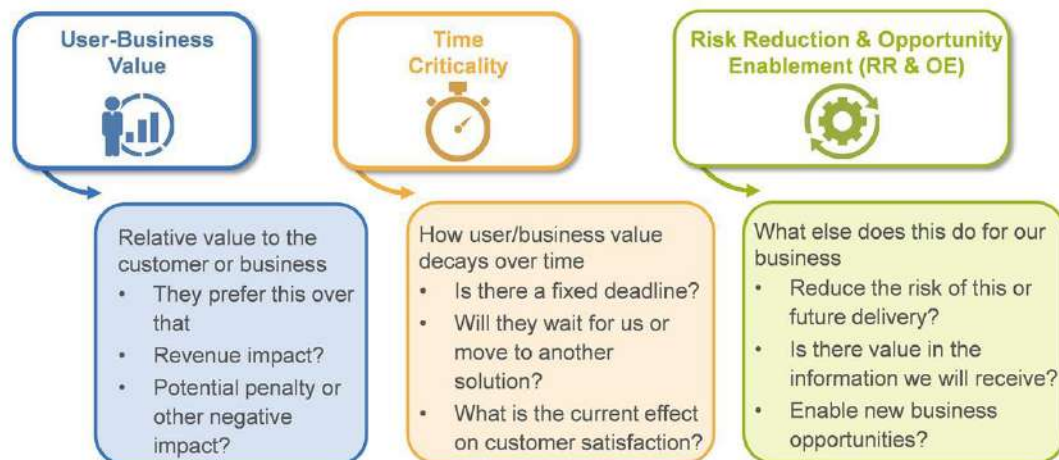 User-Business
Value
Time
Criticality
Risk Reduction & Opportunity
Enablement (RR & OE)
Relative value to the
customer or business
• They prefer this over
that
• Revenue impact?
• Potential penalty or
other negative
impact?
How user/business value
decays over time
• Is there a fixed deadline?
• Will they wait for us or
move to another
solution?
• What is the current effect
on customer satisfaction?
What else does this do for our
business
• Reduce the risk of this or
future delivery?
• Is there value in the
information we will receive?
• Enable new business
opportunities?